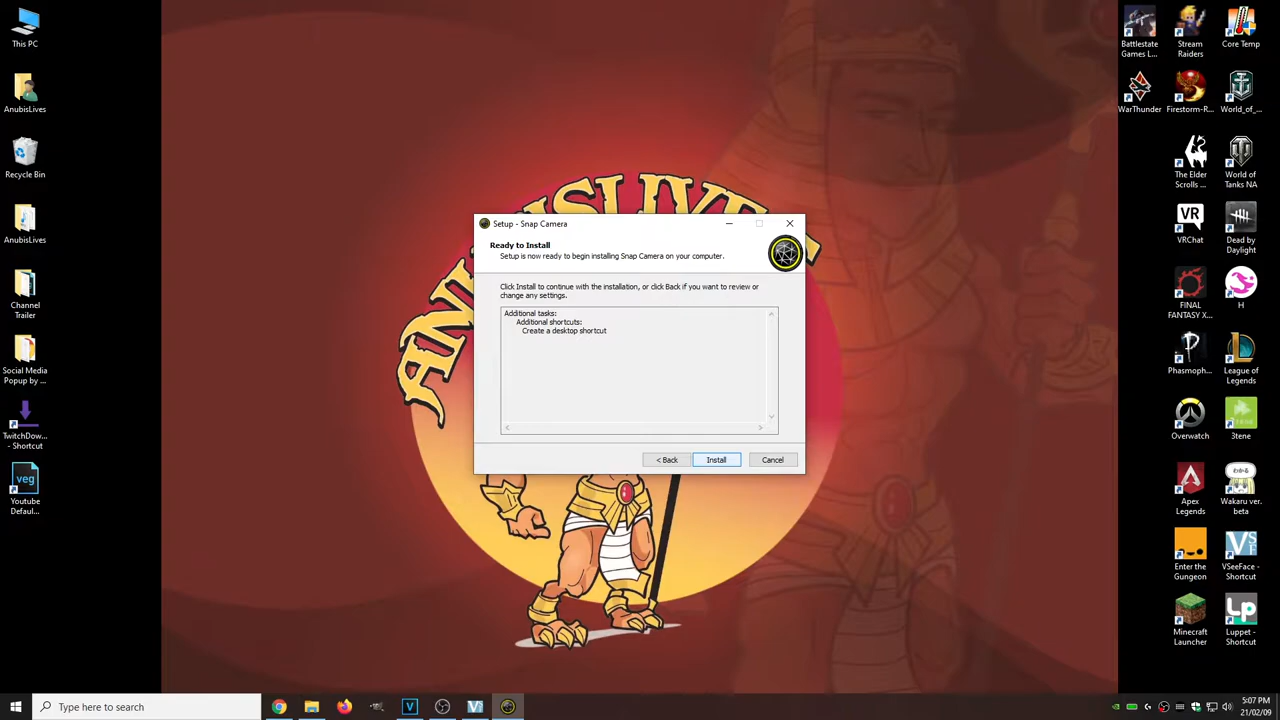 This PC
AnubisLives
Recycle Bin
AnubisLives
Channel
Trailer
Social Media
Popup by ...
TwitchDow...
- Shortcut
veg
Youtube
Defaul...
ANUBISLIVES
Setup - Snap Camera
Ready to Install
Setup is now ready to begin installing Snap Camera on your computer.
Click Install to continue with the installation, or click Back if you want to review or
change any settings.
Additional tasks:
Additional shortcuts:
Create a desktop shortcut
< Back
Install
Cancel
Battlestate
Games L...
Stream
Raiders
Core Temp
WarThunder
Firestorm-R...
World_of_...
The Elder
Scrolls ...
World of
Tanks NA
VR
VRChat
Dead by
Daylight
FINAL
FANTASY X...
H
Phasmoph...
League of
Legends
Overwatch
3tene
Apex
Legends
Wakaru ver.
beta
Enter the
Gungeon
VSeeFace -
Shortcut
Minecraft
Launcher
Lp
Luppet -
Shortcut
Type here to search
5:07 PM
21/02/09